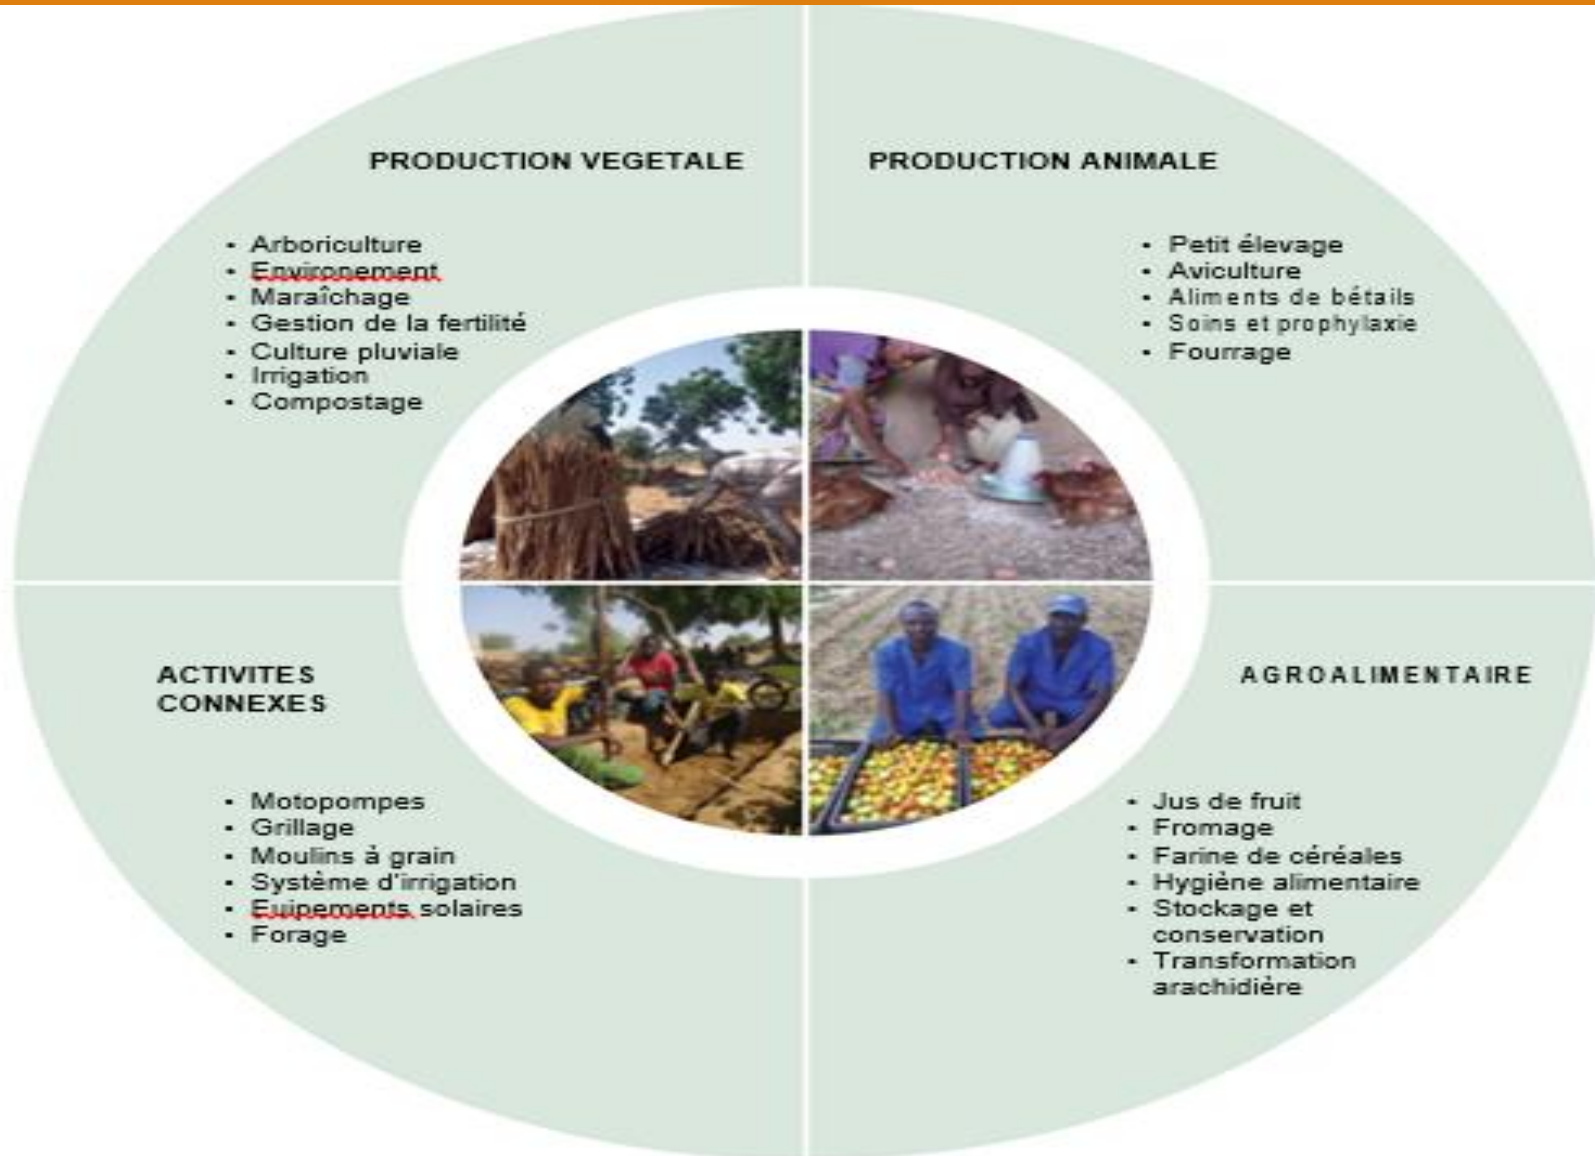 PRODUCTION VEGETALE
• Arboriculture
• Environement
• Maraîchage
• Gestion de la fertilité
• Culture pluviale
• Irrigation
• Compostage
PRODUCTION ANIMALE
• Petit élevage
• Aviculture
• Aliments de bétails
• Soins et prophylaxie
• Fourrage
ACTIVITES
CONNEXES
• Motopompes
• Grillage
• Moulins à grain
• Système d'irrigation
• Euipements solaires
• Forage
AGROALIMENTAIRE
• Jus de fruit
• Fromage
• Farine de céréales
• Hygiène alimentaire
• Stockage et
conservation
• Transformation
arachidière